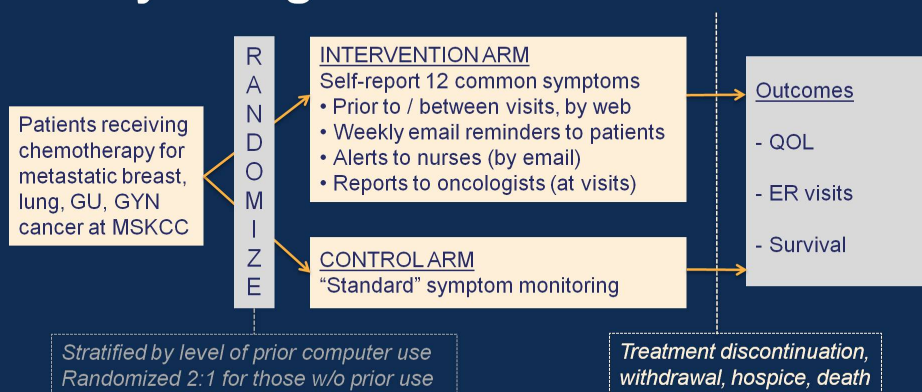 Patients receiving
chemotherapy for
metastatic breast,
lung, GU, GYN
cancer at MSKCC
R
A
N
D
O
M
I
Z
E
INTERVENTION ARM
Self-report 12 common symptoms
• Prior to / between visits, by web
• Weekly email reminders to patients
• Alerts to nurses (by email)
• Reports to oncologists (at visits)
CONTROL ARM
“Standard” symptom monitoring
Outcomes
- QOL
- ER visits
- Survival
Stratified by level of prior computer use
Randomized 2:1 for those w/o prior use
Treatment discontinuation,
withdrawal, hospice, death